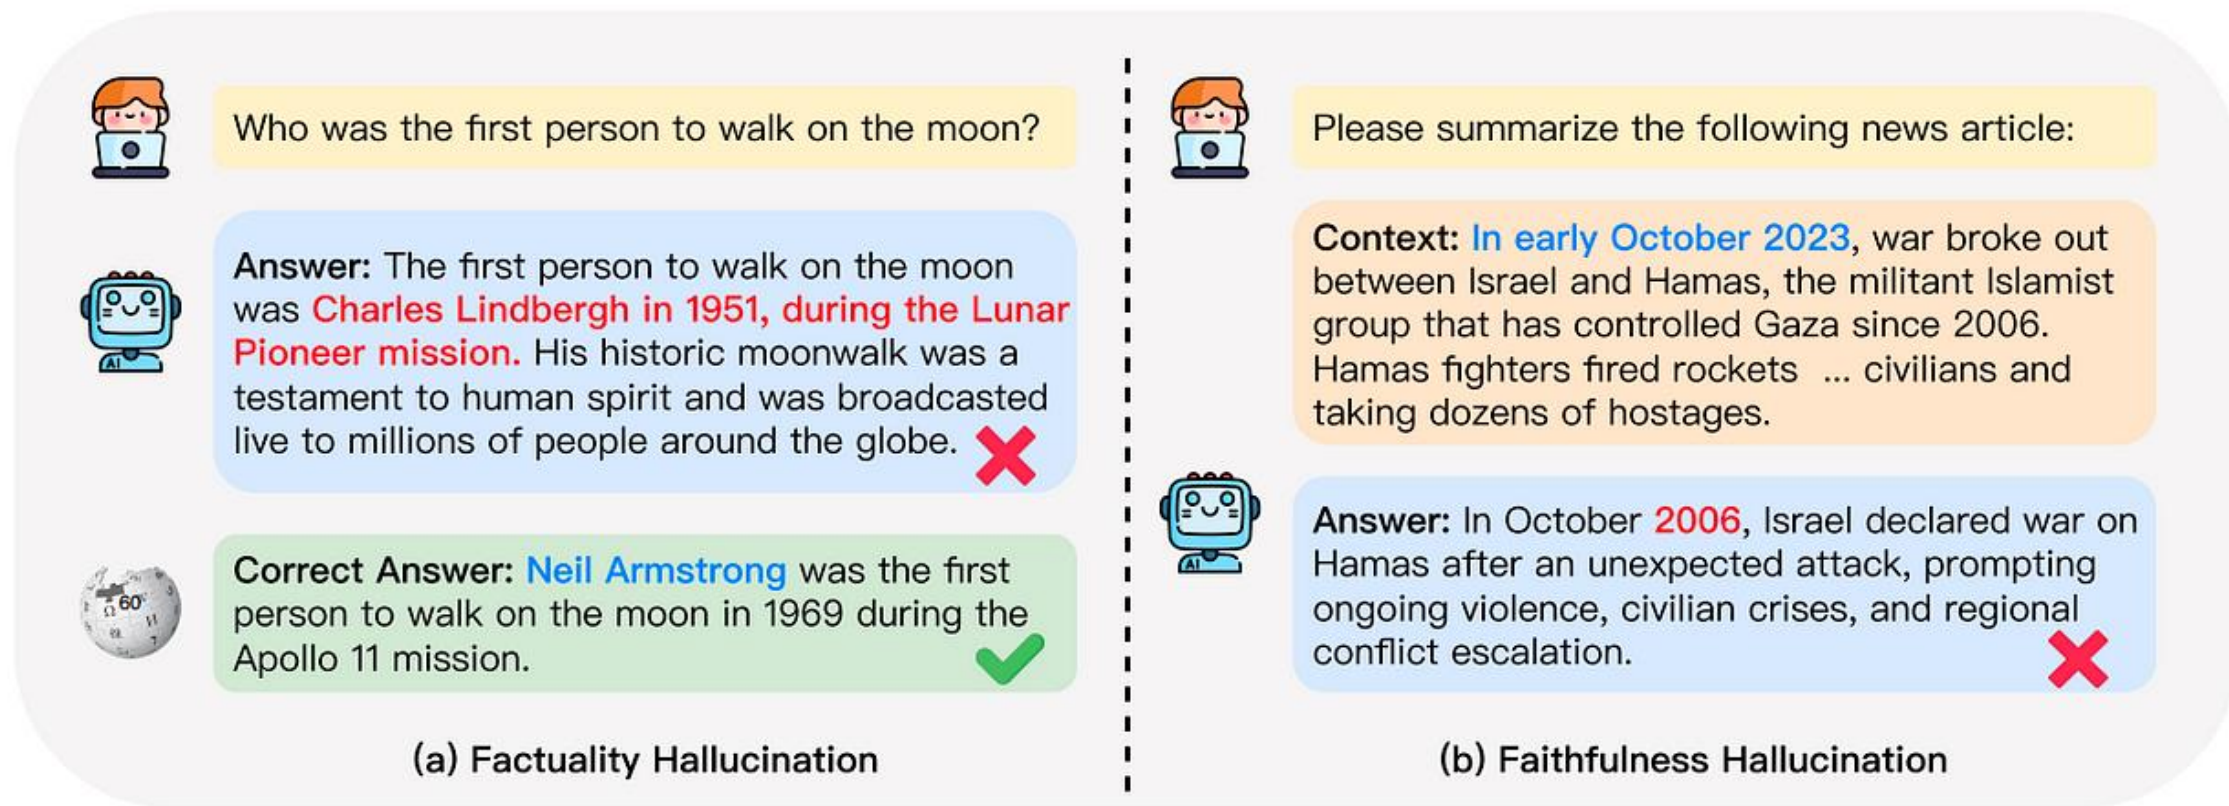 Who was the first person to walk on the moon?
Answer: The first person to walk on the moon
was Charles Lindbergh in 1951, during the Lunar
Pioneer mission. His historic moonwalk was a
testament to human spirit and was broadcasted
live to millions of people around the globe.
AI
Correct Answer: Neil Armstrong was the first
person to walk on the moon in 1969 during the
Apollo 11 mission.
(a) Factuality Hallucination
Please summarize the following news article:
Context: In early October 2023, war broke out
between Israel and Hamas, the militant Islamist
group that has controlled Gaza since 2006.
Hamas fighters fired rockets ... civilians and
taking dozens of hostages.
Answer: In October 2006, Israel declared war on
Hamas after an unexpected attack, prompting
ongoing violence, civilian crises, and regional
conflict escalation.
AI
(b) Faithfulness Hallucination